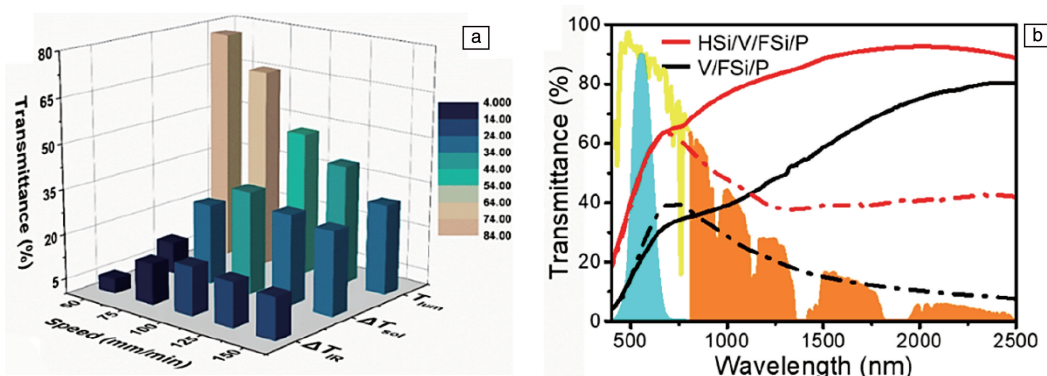 a
Transmittance (%)
80
65
50
35
20
5
50
75
100
125
150
Speed (mm/min)
ΔT_IR
ΔT_sol
T_lum
4.000
14.00
24.00
34.00
44.00
54.00
64.00
74.00
84.00
b
Transmittance (%)
100
80
60
40
20
0
HSi/V/FSi/P
V/FSi/P
500
1000
1500
2000
2500
Wavelength (nm)